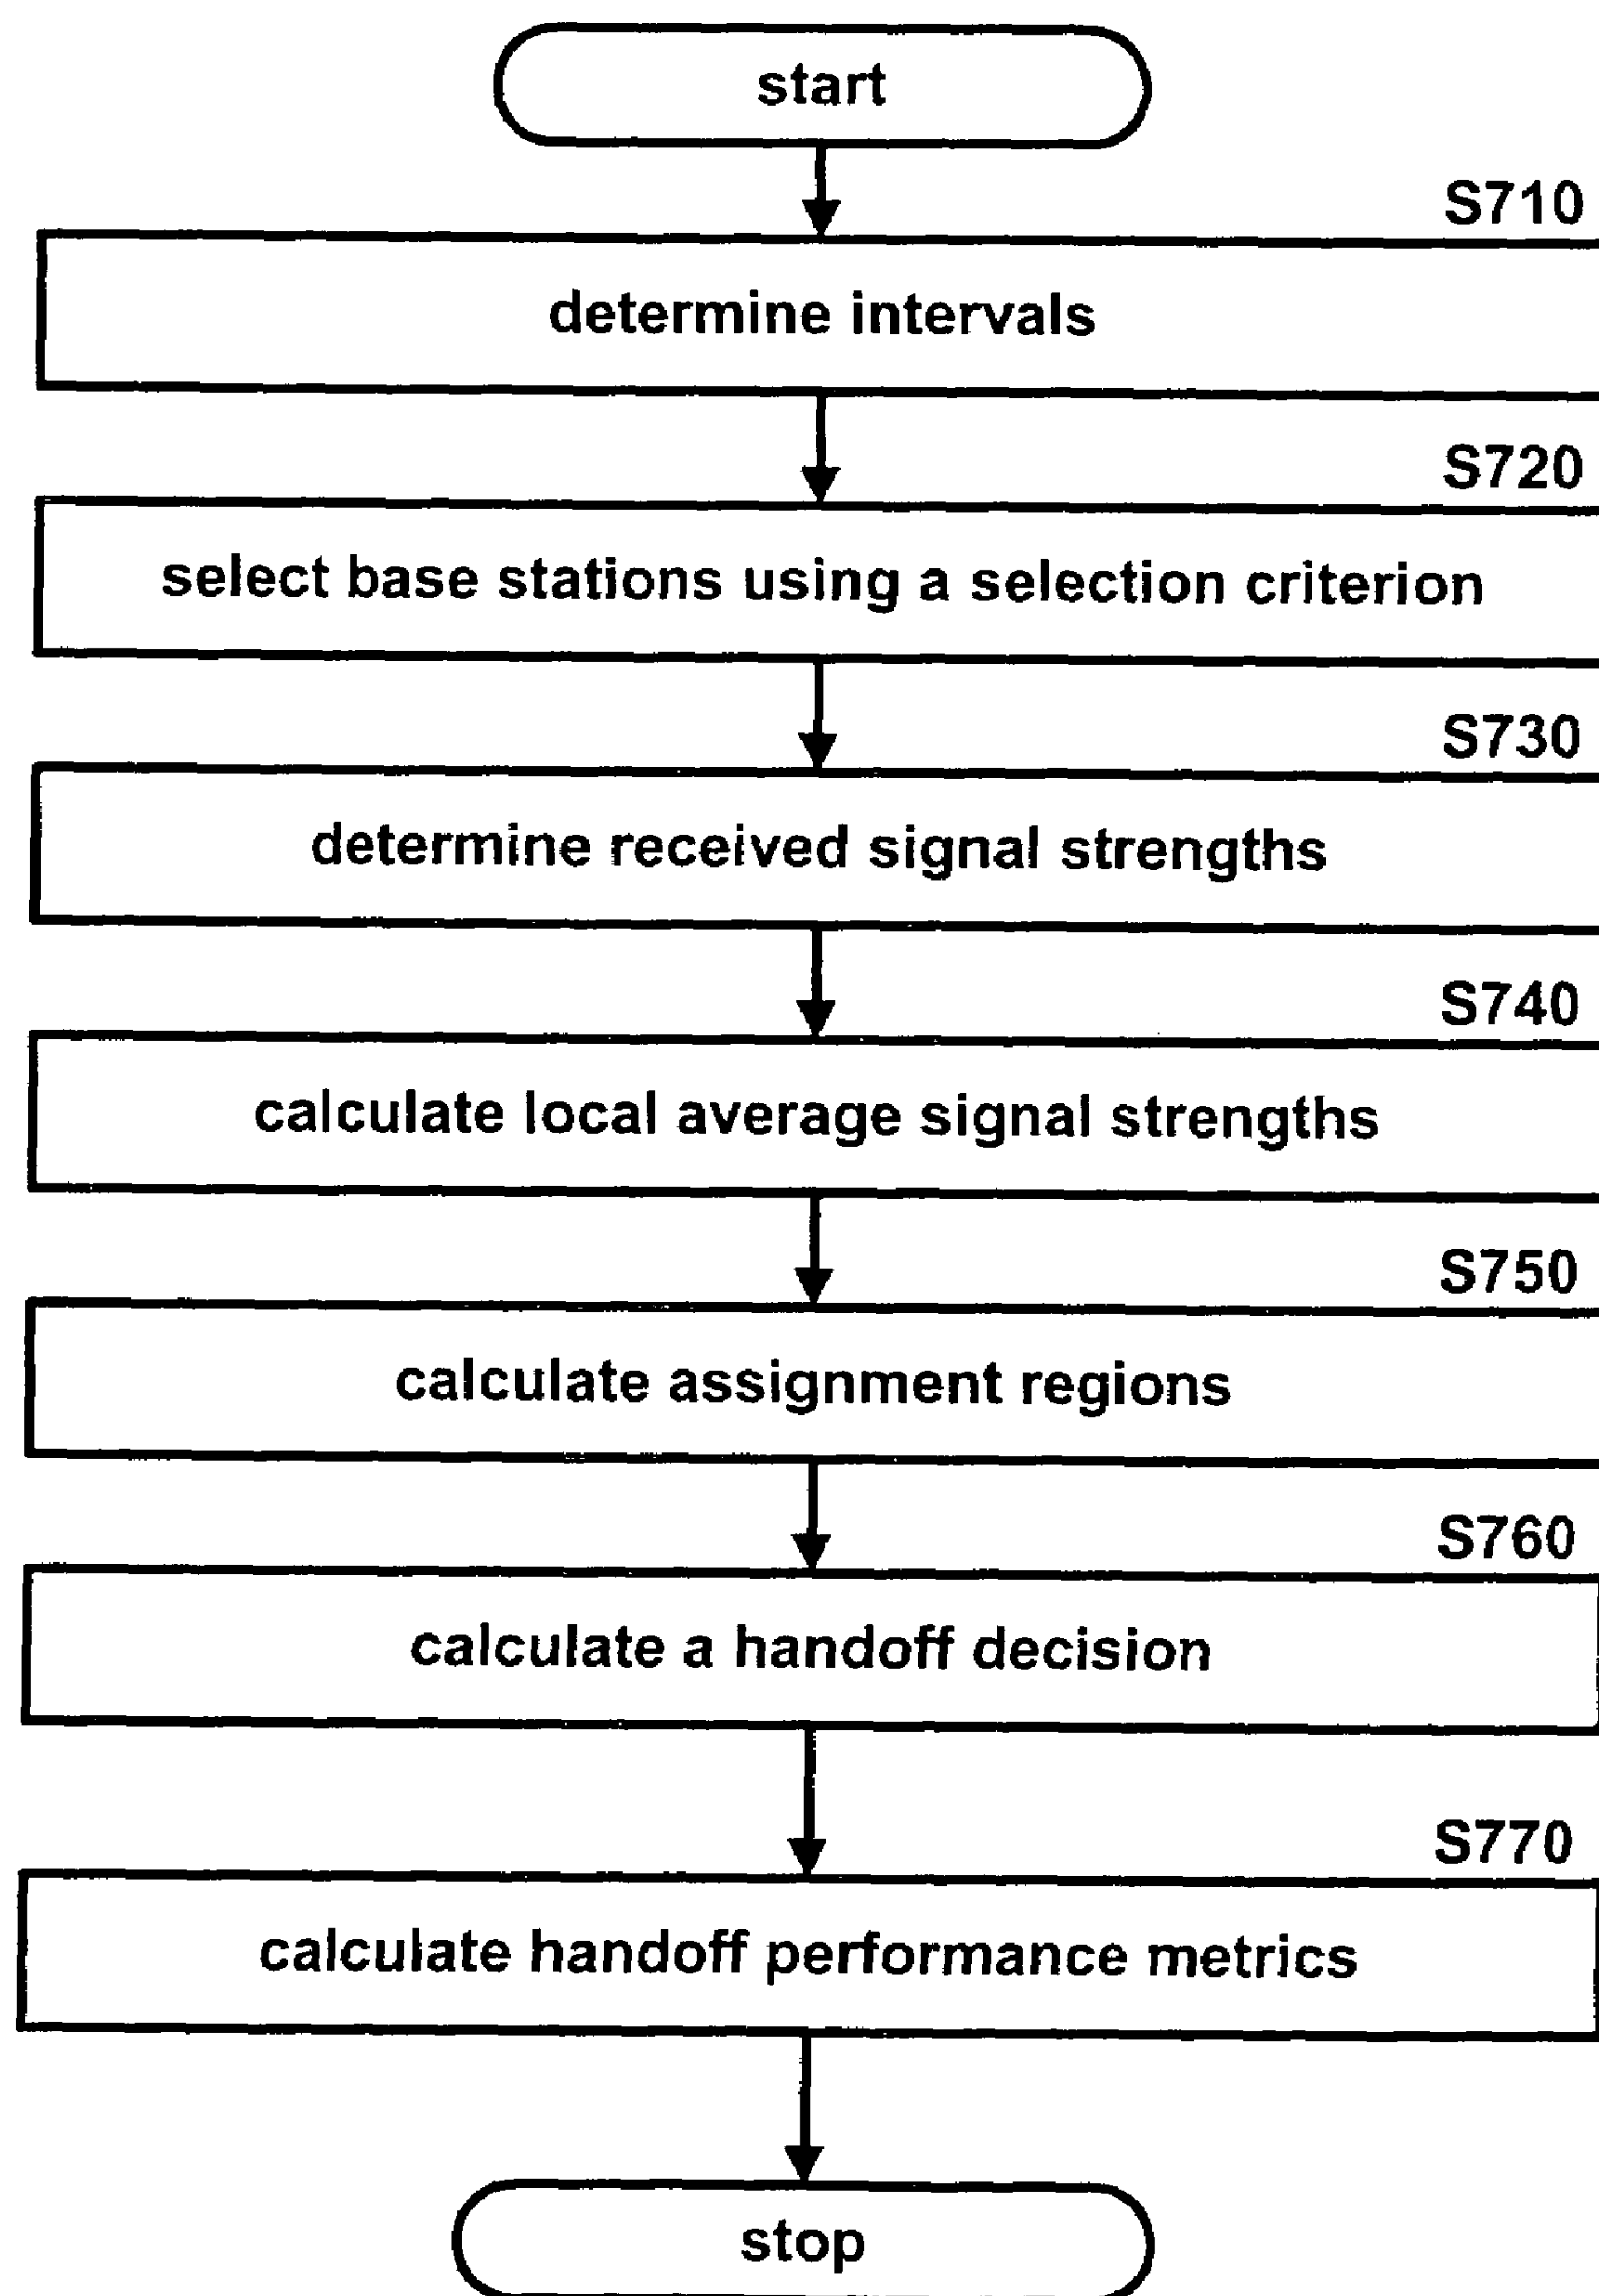 start
S710
determine intervals
S720
select base stations using a selection criterion
S730
determine received signal strengths
S740
calculate local average signal strengths
S750
calculate assignment regions
S760
calculate a handoff decision
S770
calculate handoff performance metrics
stop